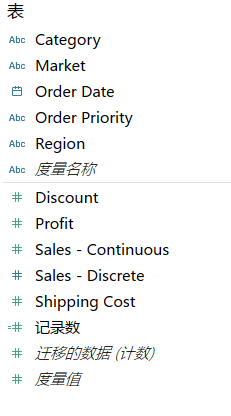 表
Abc Category
Abc Market
Order Date
Abc Order Priority
Abc Region
Abc 度量名称
# Discount
# Profit
# Sales - Continuous
# Sales - Discrete
# Shipping Cost
=# 记录数
# 迁移的数据 (计数)
# 度量值